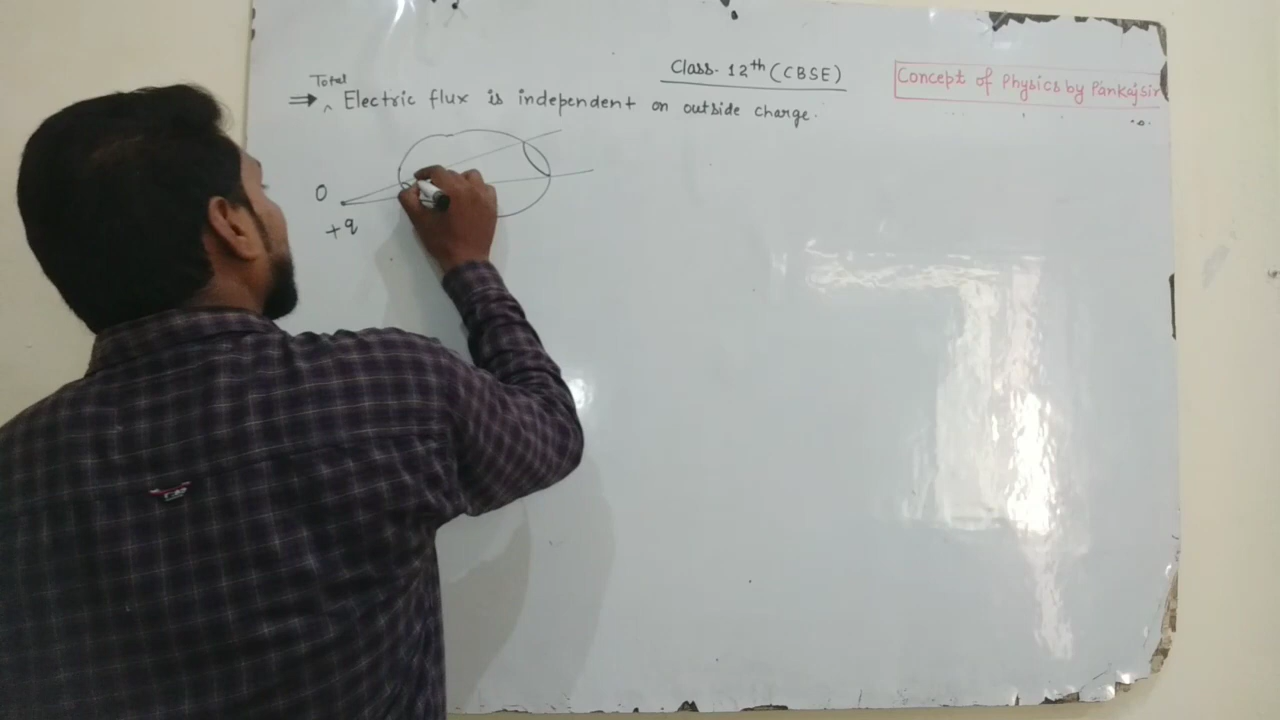 Class. 12th (CBSE)
Concept of Physics by Pankaj Sir
Total
⇒ ^ Electric flux is independent on outside charge.
O
+q